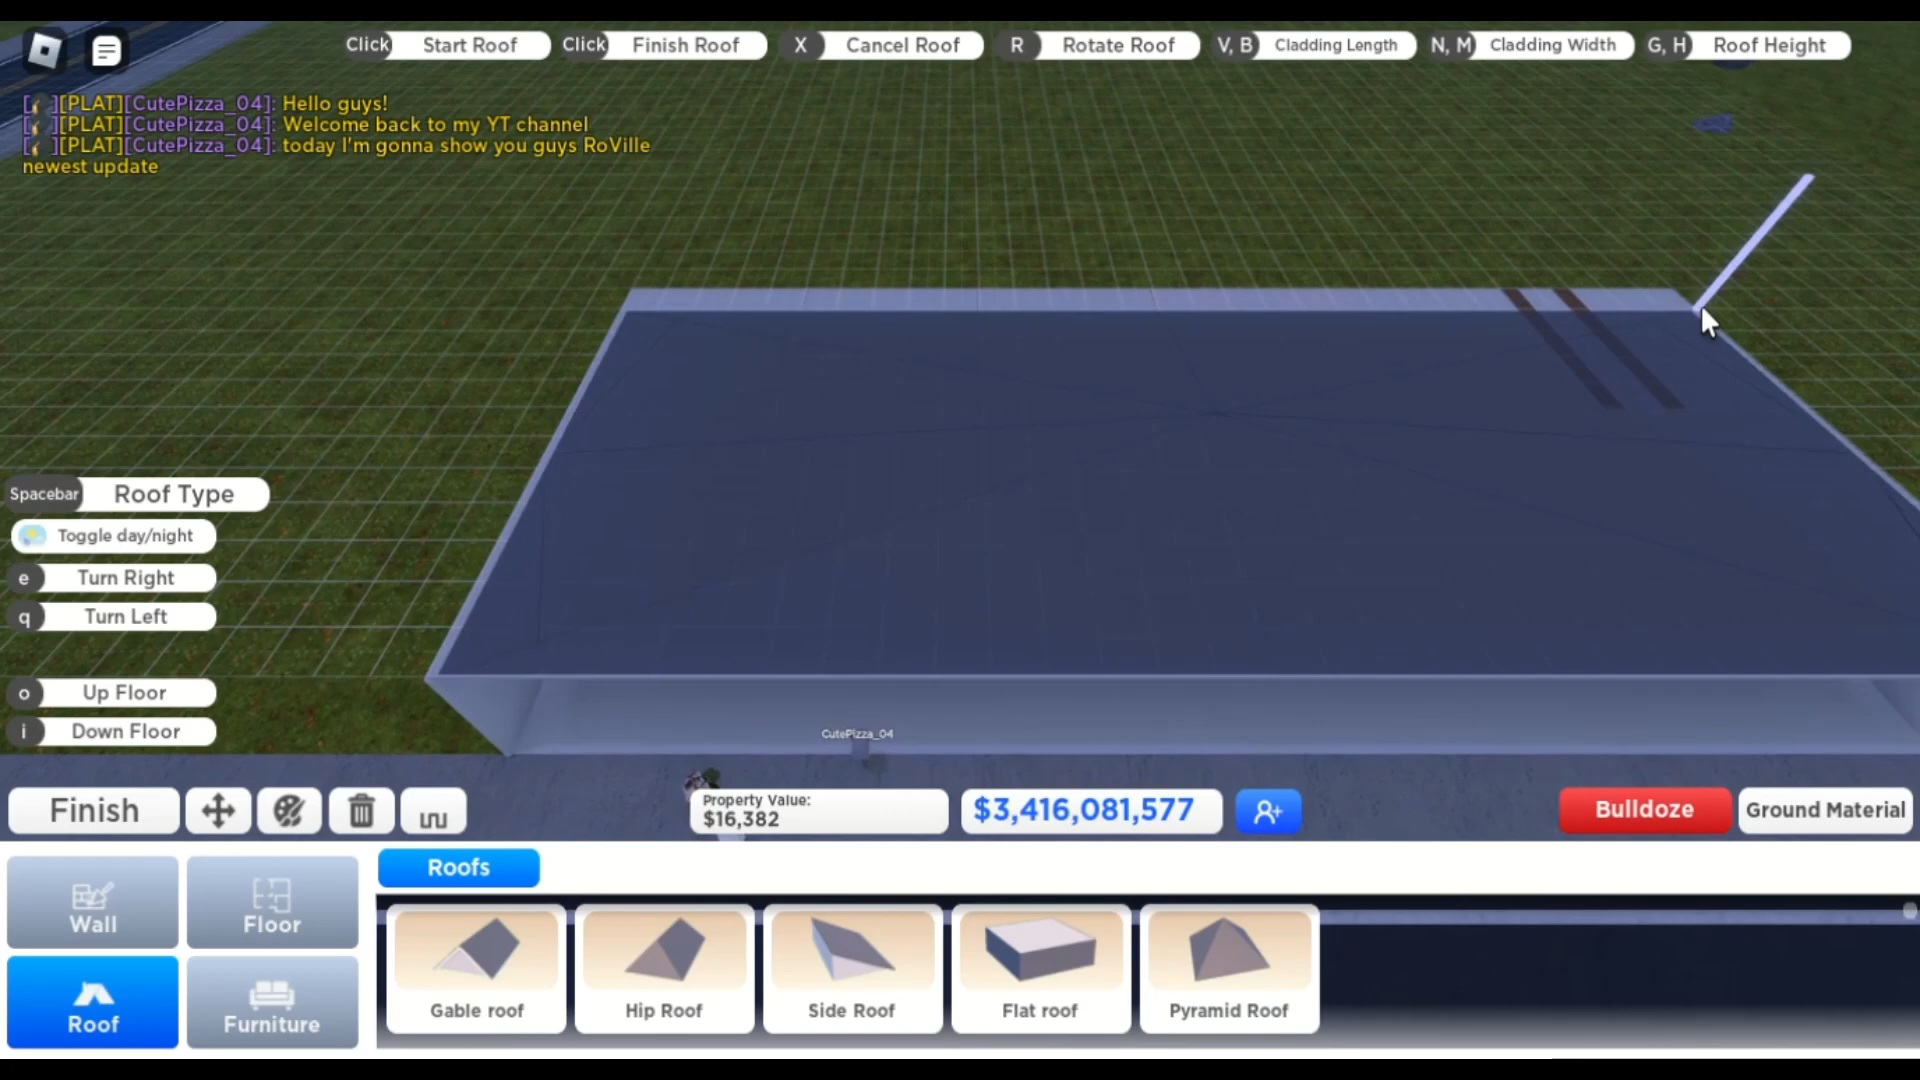 Click Start Roof Click Finish Roof X Cancel Roof R Rotate Roof V, B Cladding Length N, M Cladding Width G, H Roof Height
[ ][PLAT][CutePizza_04]: Hello guys!
[ ][PLAT][CutePizza_04]: Welcome back to my YT channel
[ ][PLAT][CutePizza_04]: today I'm gonna show you guys RoVille
newest update
Spacebar Roof Type
Toggle day/night
e Turn Right
q Turn Left
o Up Floor
i Down Floor
CutePizza_04
Finish
Property Value:
$16,382
$3,416,081,577
Bulldoze
Ground Material
Wall
Floor
Roof
Furniture
Roofs
Gable roof
Hip Roof
Side Roof
Flat roof
Pyramid Roof